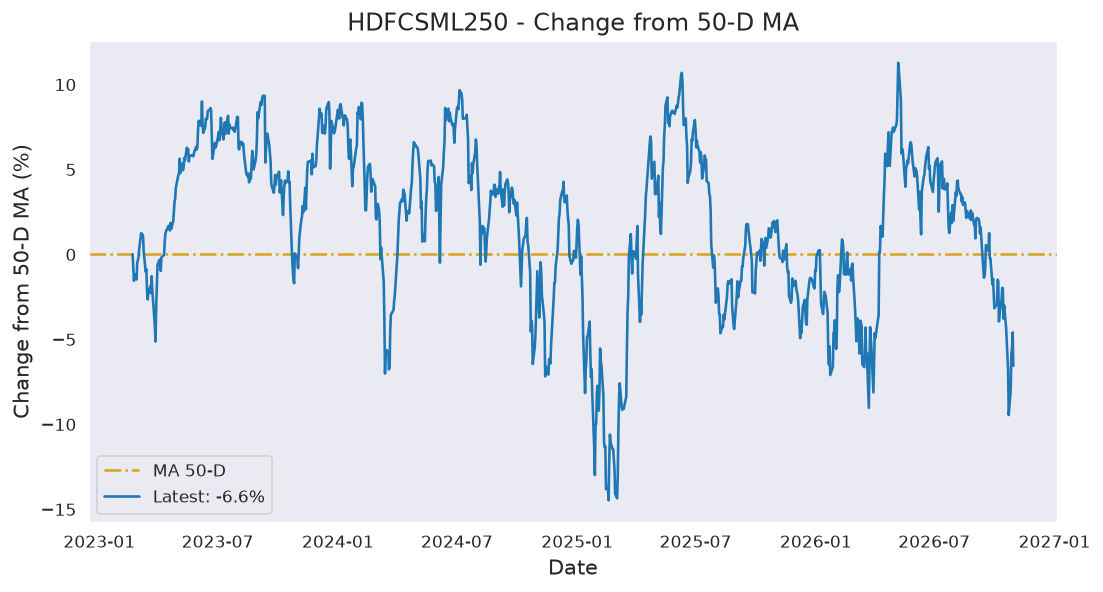 HDFCSML250 - Change from 50-D MA
Change from 50-D MA (%)
10
5
0
−5
−10
−15
MA 50-D
Latest: -6.6%
2023-01 2023-07 2024-01 2024-07 2025-01 2025-07 2026-01 2026-07 2027-01
Date